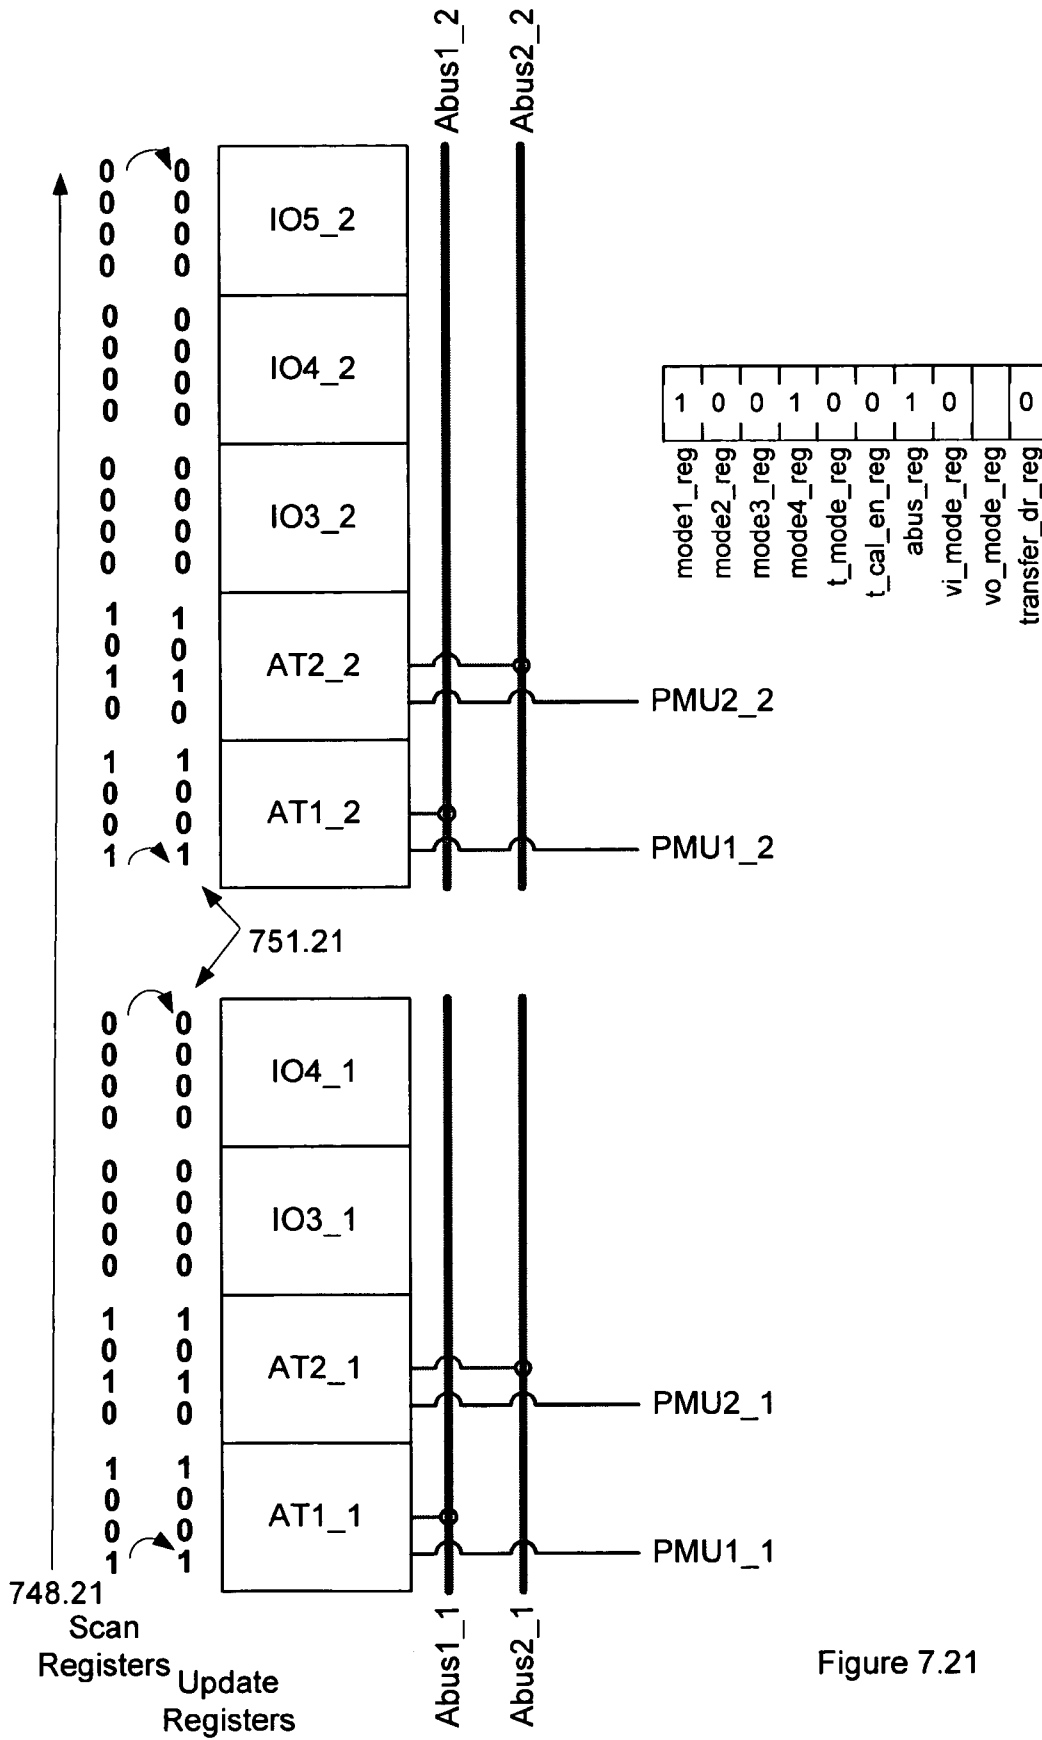 Abus1_2
Abus2_2
0 0
0 0
0 0
0 0
IO5_2
0 0
0 0
0 0
0 0
IO4_2
0 0
0 0
0 0
0 0
IO3_2
1 1
0 0
1 1
0 0
AT2_2
PMU2_2
1 1
0 0
0 0
1 1
AT1_2
PMU1_2
1 0 0 1 0 0 1 0 0
mode1_reg
mode2_reg
mode3_reg
mode4_reg
t_mode_reg
t_cal_en_reg
abus_reg
vi_mode_reg
vo_mode_reg
transfer_dr_reg
751.21
0 0
0 0
0 0
0 0
IO4_1
0 0
0 0
0 0
0 0
IO3_1
1 1
0 0
1 1
0 0
AT2_1
PMU2_1
1 1
0 0
0 0
1 1
AT1_1
PMU1_1
748.21
Scan
Registers
Update
Registers
Abus1_1
Abus2_1
Figure 7.21